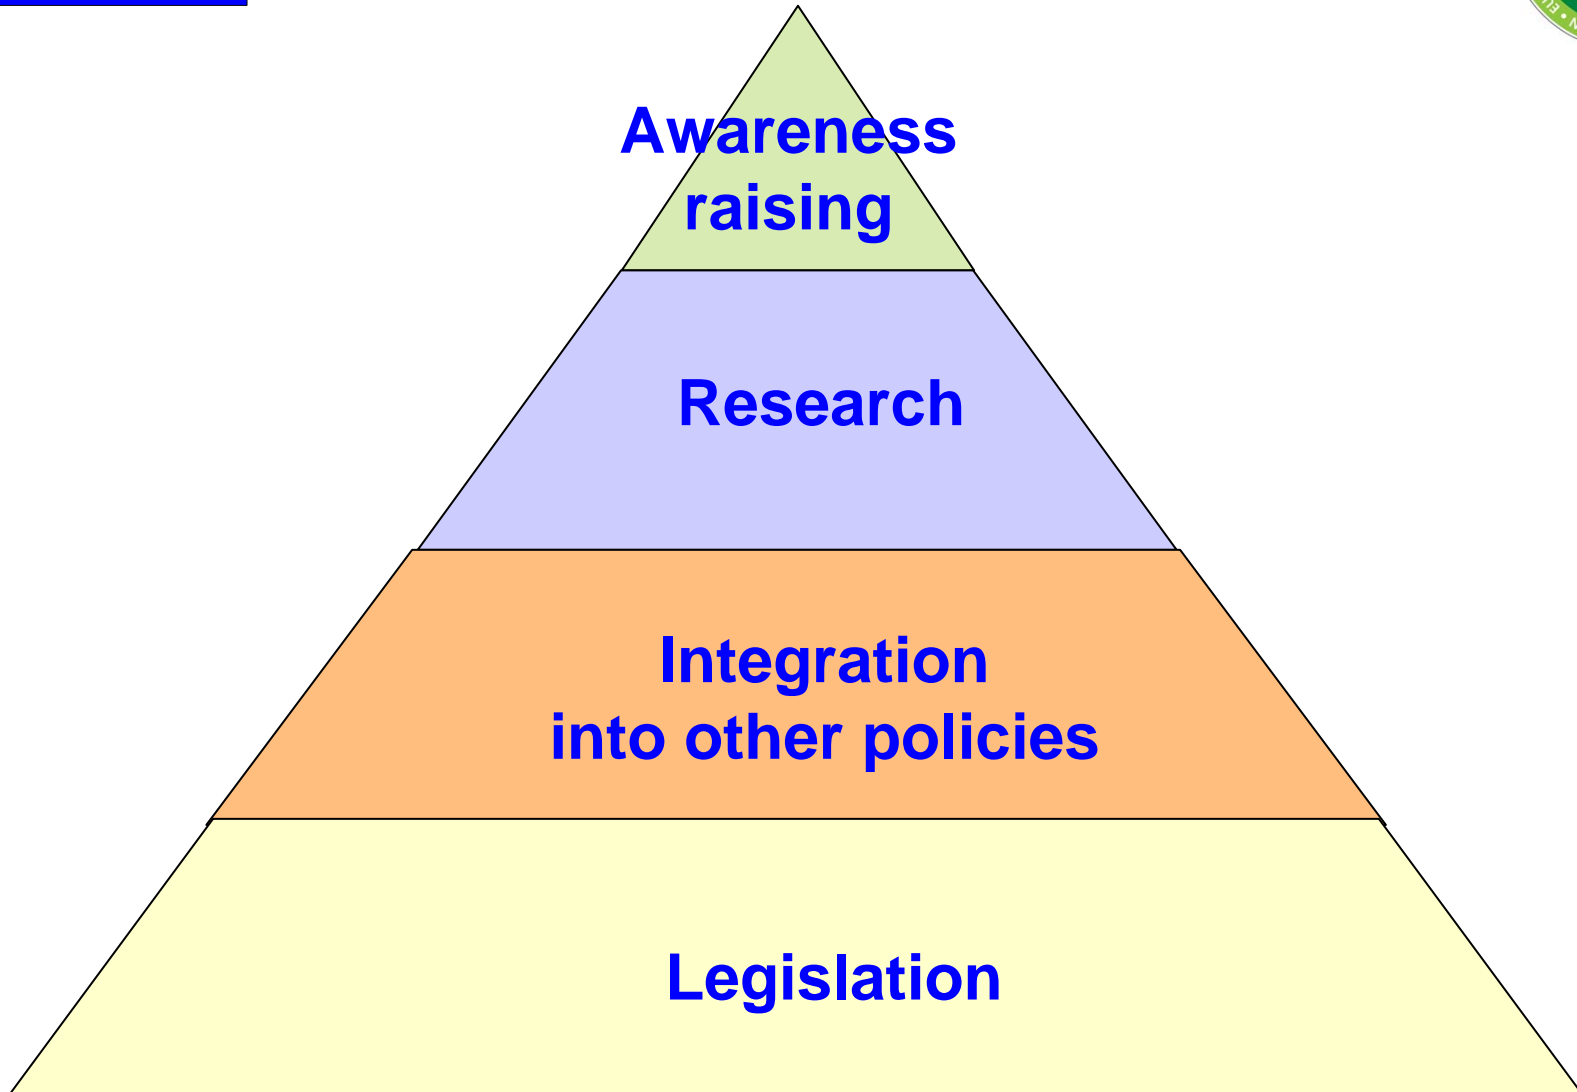 Awareness
raising
Research
Integration
into other policies
Legislation